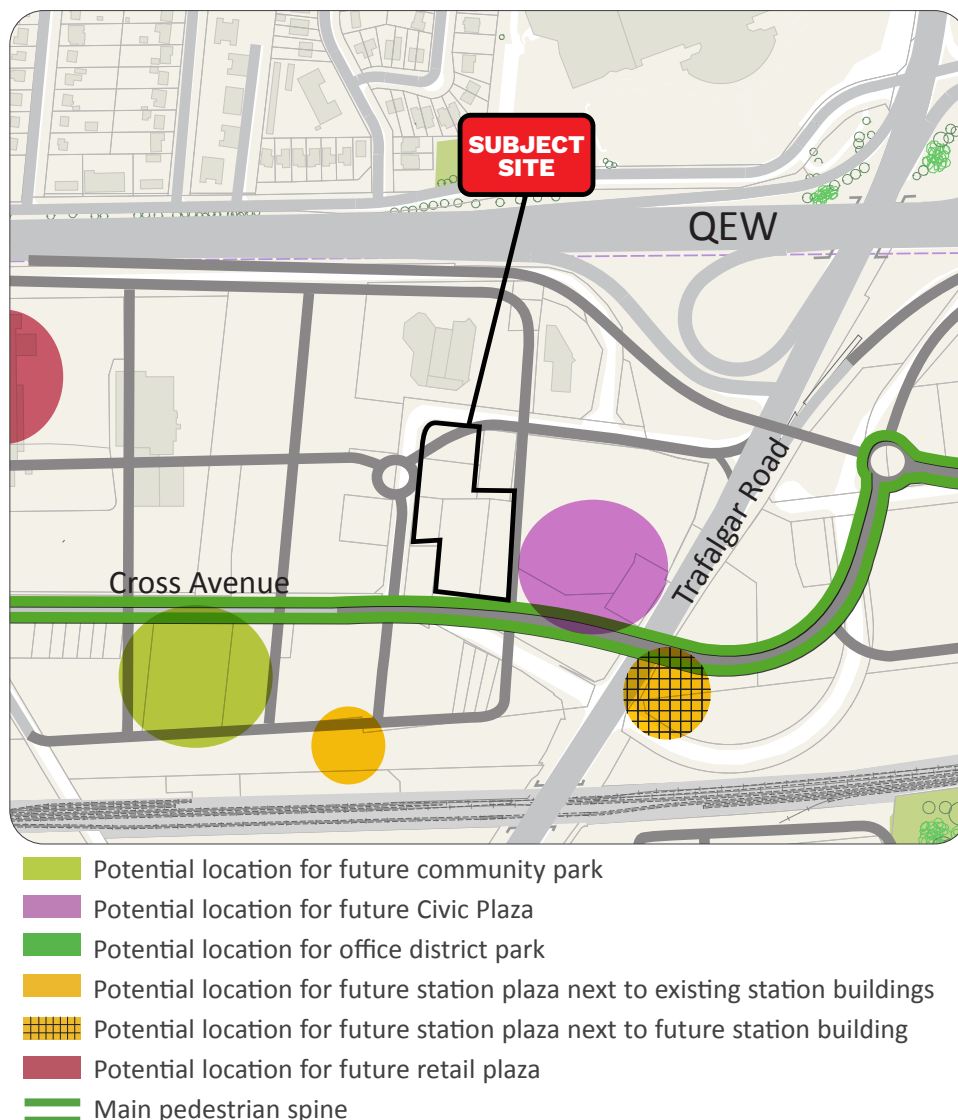 SUBJECT
SITE
QEW
Trafalgar Road
Cross Avenue
Potential location for future community park
Potential location for future Civic Plaza
Potential location for office district park
Potential location for future station plaza next to existing station buildings
Potential location for future station plaza next to future station building
Potential location for future retail plaza
Main pedestrian spine